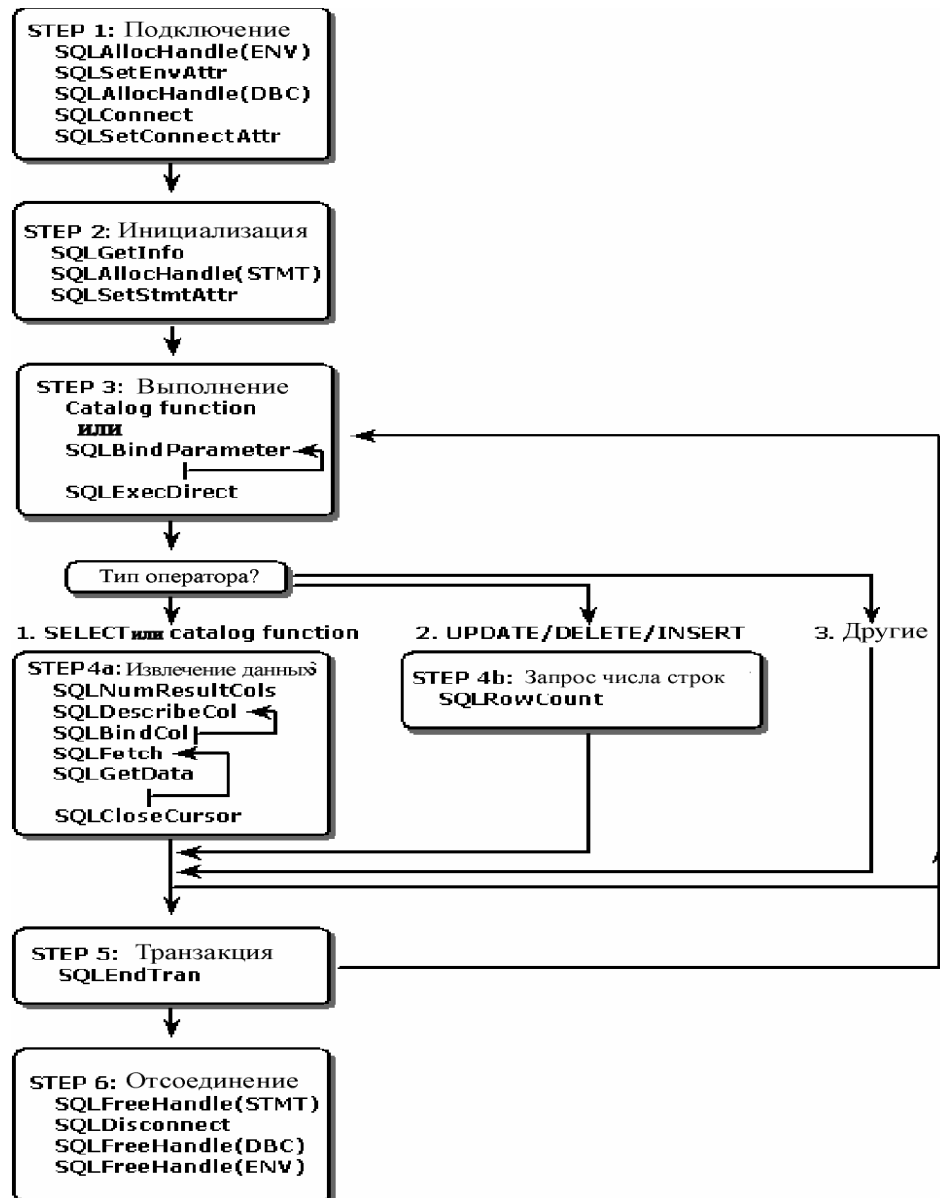 STEP 1: Подключение
SQLAllocHandle(ENV)
SQLSetEnvAttr
SQLAllocHandle(DBC)
SQLConnect
SQLSetConnectAttr
STEP 2: Инициализация
SQLGetInfo
SQLAllocHandle(STMT)
SQLSetStmtAttr
STEP 3: Выполнение
Catalog function
или
SQLBindParameter
SQLExecDirect
Тип оператора?
1. SELECT или catalog function
2. UPDATE/DELETE/INSERT
3. Другие
STEP4a: Извлечение данных
SQLNumResultCols
SQLDescribeCol
SQLBindCol
SQLFetch
SQLGetData
SQLCloseCursor
STEP 4b: Запрос числа строк
SQLRowCount
STEP 5: Транзакция
SQLEndTran
STEP 6: Отсоединение
SQLFreeHandle(STMT)
SQLDisconnect
SQLFreeHandle(DBC)
SQLFreeHandle(ENV)